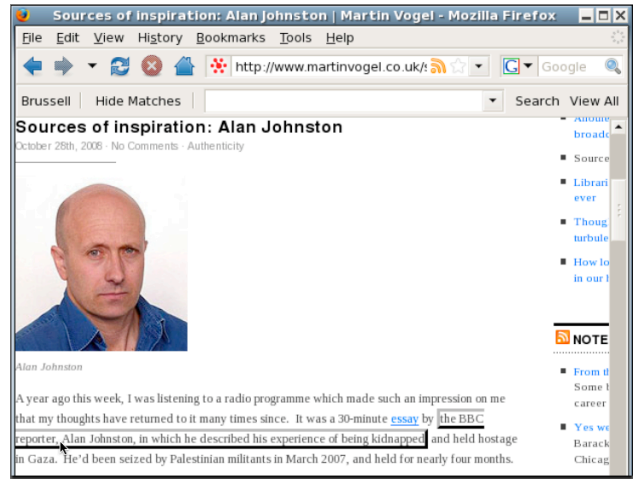 Sources of inspiration: Alan Johnston | Martin Vogel - Mozilla Firefox
File Edit View History Bookmarks Tools Help
http://www.martinvogel.co.uk/s
Google
Brussell Hide Matches Search View All
Sources of inspiration: Alan Johnston
October 28th, 2008 · No Comments · Authenticity
broadc
Source
Librari
ever
Thoug
turbule
How lo
in our h
Alan Johnston
NOTE
A year ago this week, I was listening to a radio programme which made such an impression on me
that my thoughts have returned to it many times since. It was a 30-minute essay by the BBC
reporter, Alan Johnston, in which he described his experience of being kidnapped and held hostage
in Gaza. He'd been seized by Palestinian militants in March 2007, and held for nearly four months.
From th
Some b
career
Yes we
Barack
Chicag